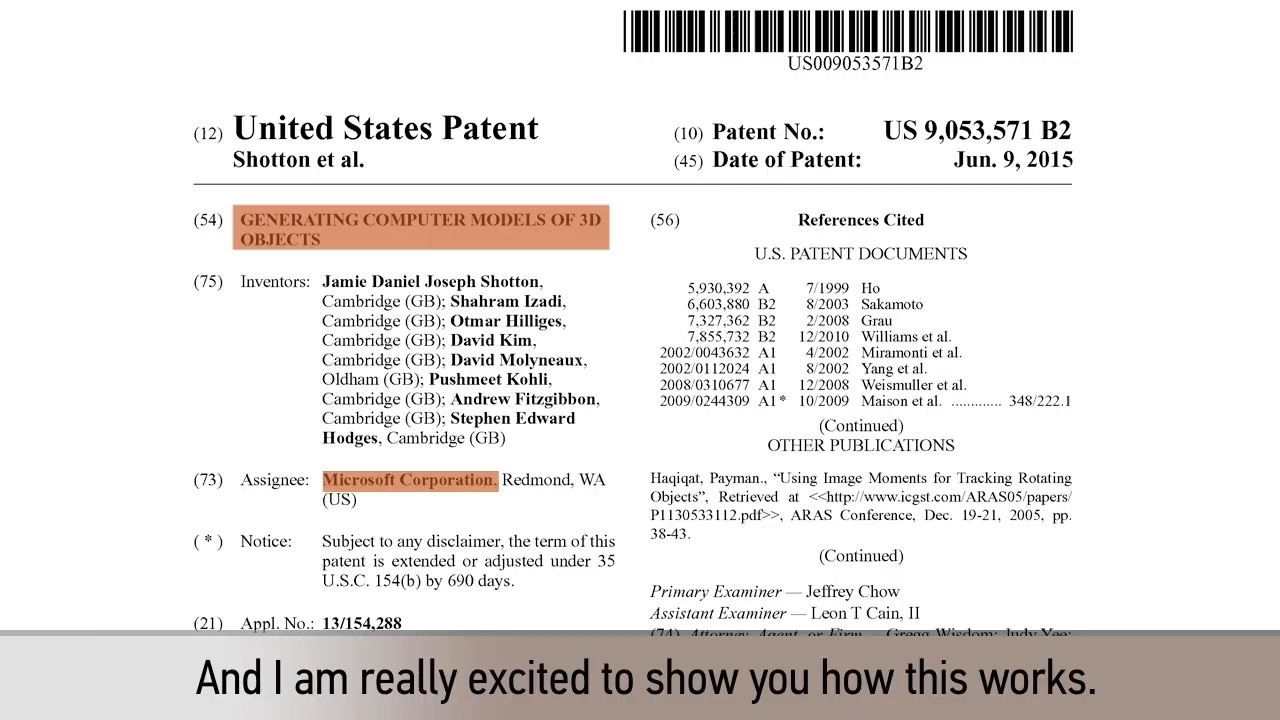 US009053571B2
(12) United States Patent
Shotton et al.
(10) Patent No.: US 9,053,571 B2
(45) Date of Patent: Jun. 9, 2015
(54) GENERATING COMPUTER MODELS OF 3D
OBJECTS
(75) Inventors: Jamie Daniel Joseph Shotton,
Cambridge (GB); Shahram Izadi,
Cambridge (GB); Otmar Hilliges,
Cambridge (GB); David Kim,
Cambridge (GB); David Molyneaux,
Oldham (GB); Pushmeet Kohli,
Cambridge (GB); Andrew Fitzgibbon,
Cambridge (GB); Stephen Edward
Hodges, Cambridge (GB)
(73) Assignee: Microsoft Corporation, Redmond, WA
(US)
( * ) Notice: Subject to any disclaimer, the term of this
patent is extended or adjusted under 35
U.S.C. 154(b) by 690 days.
(21) Appl. No.: 13/154,288
(56) References Cited
U.S. PATENT DOCUMENTS
5,930,392 A 7/1999 Ho
6,603,880 B2 8/2003 Sakamoto
7,327,362 B2 2/2008 Grau
7,855,732 B2 12/2010 Williams et al.
2002/0043632 A1 4/2002 Miramonti et al.
2002/0112024 A1 8/2002 Yang et al.
2008/0310677 A1 12/2008 Weismuller et al.
2009/0244309 A1 * 10/2009 Maison et al. ............. 348/222.1
(Continued)
OTHER PUBLICATIONS
Haqiqat, Payman., “Using Image Moments for Tracking Rotating
Objects”, Retrieved at <<http://www.icgst.com/ARAS05/papers/
P1130533112.pdf>>, ARAS Conference, Dec. 19-21, 2005, pp.
38-43.
(Continued)
Primary Examiner — Jeffrey Chow
Assistant Examiner — Leon T Cain, II
(74) Attorney, Agent, or Firm – Gregg Wisdom; Judy Yee;
And I am really excited to show you how this works.